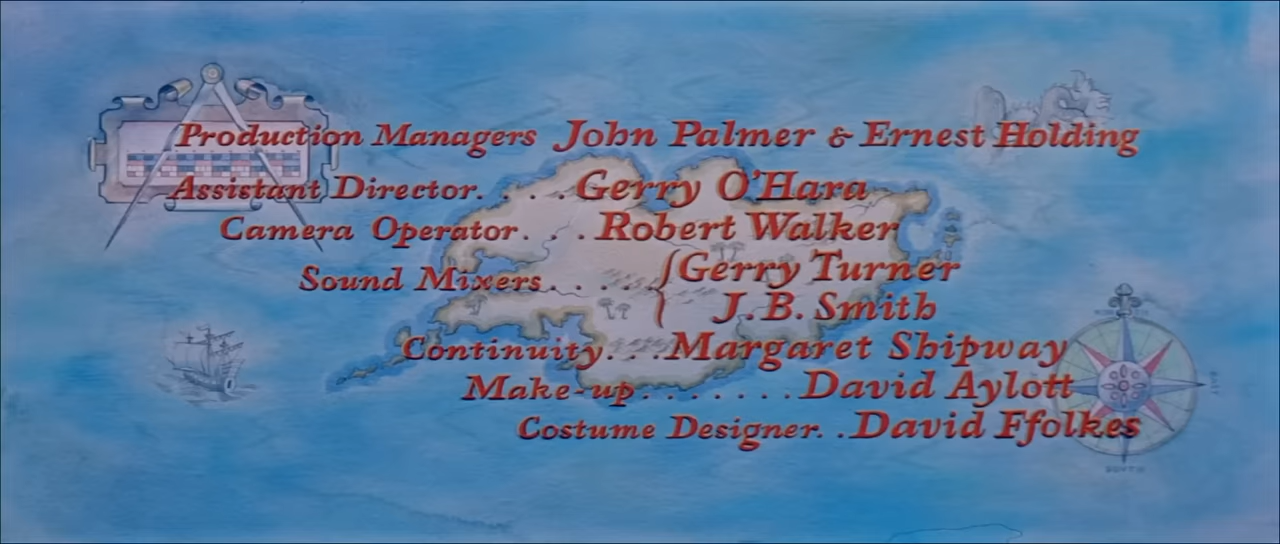 Production Managers John Palmer & Ernest Holding
Assistant Director. . . . . Gerry O'Hara
Camera Operator. . . Robert Walker
Sound Mixers. . . . . { Gerry Turner
J. B. Smith
Continuity. . . Margaret Shipway
Make-up. . . . . . . David Aylott
Costume Designer. . . David Ffolkes
SOUTH